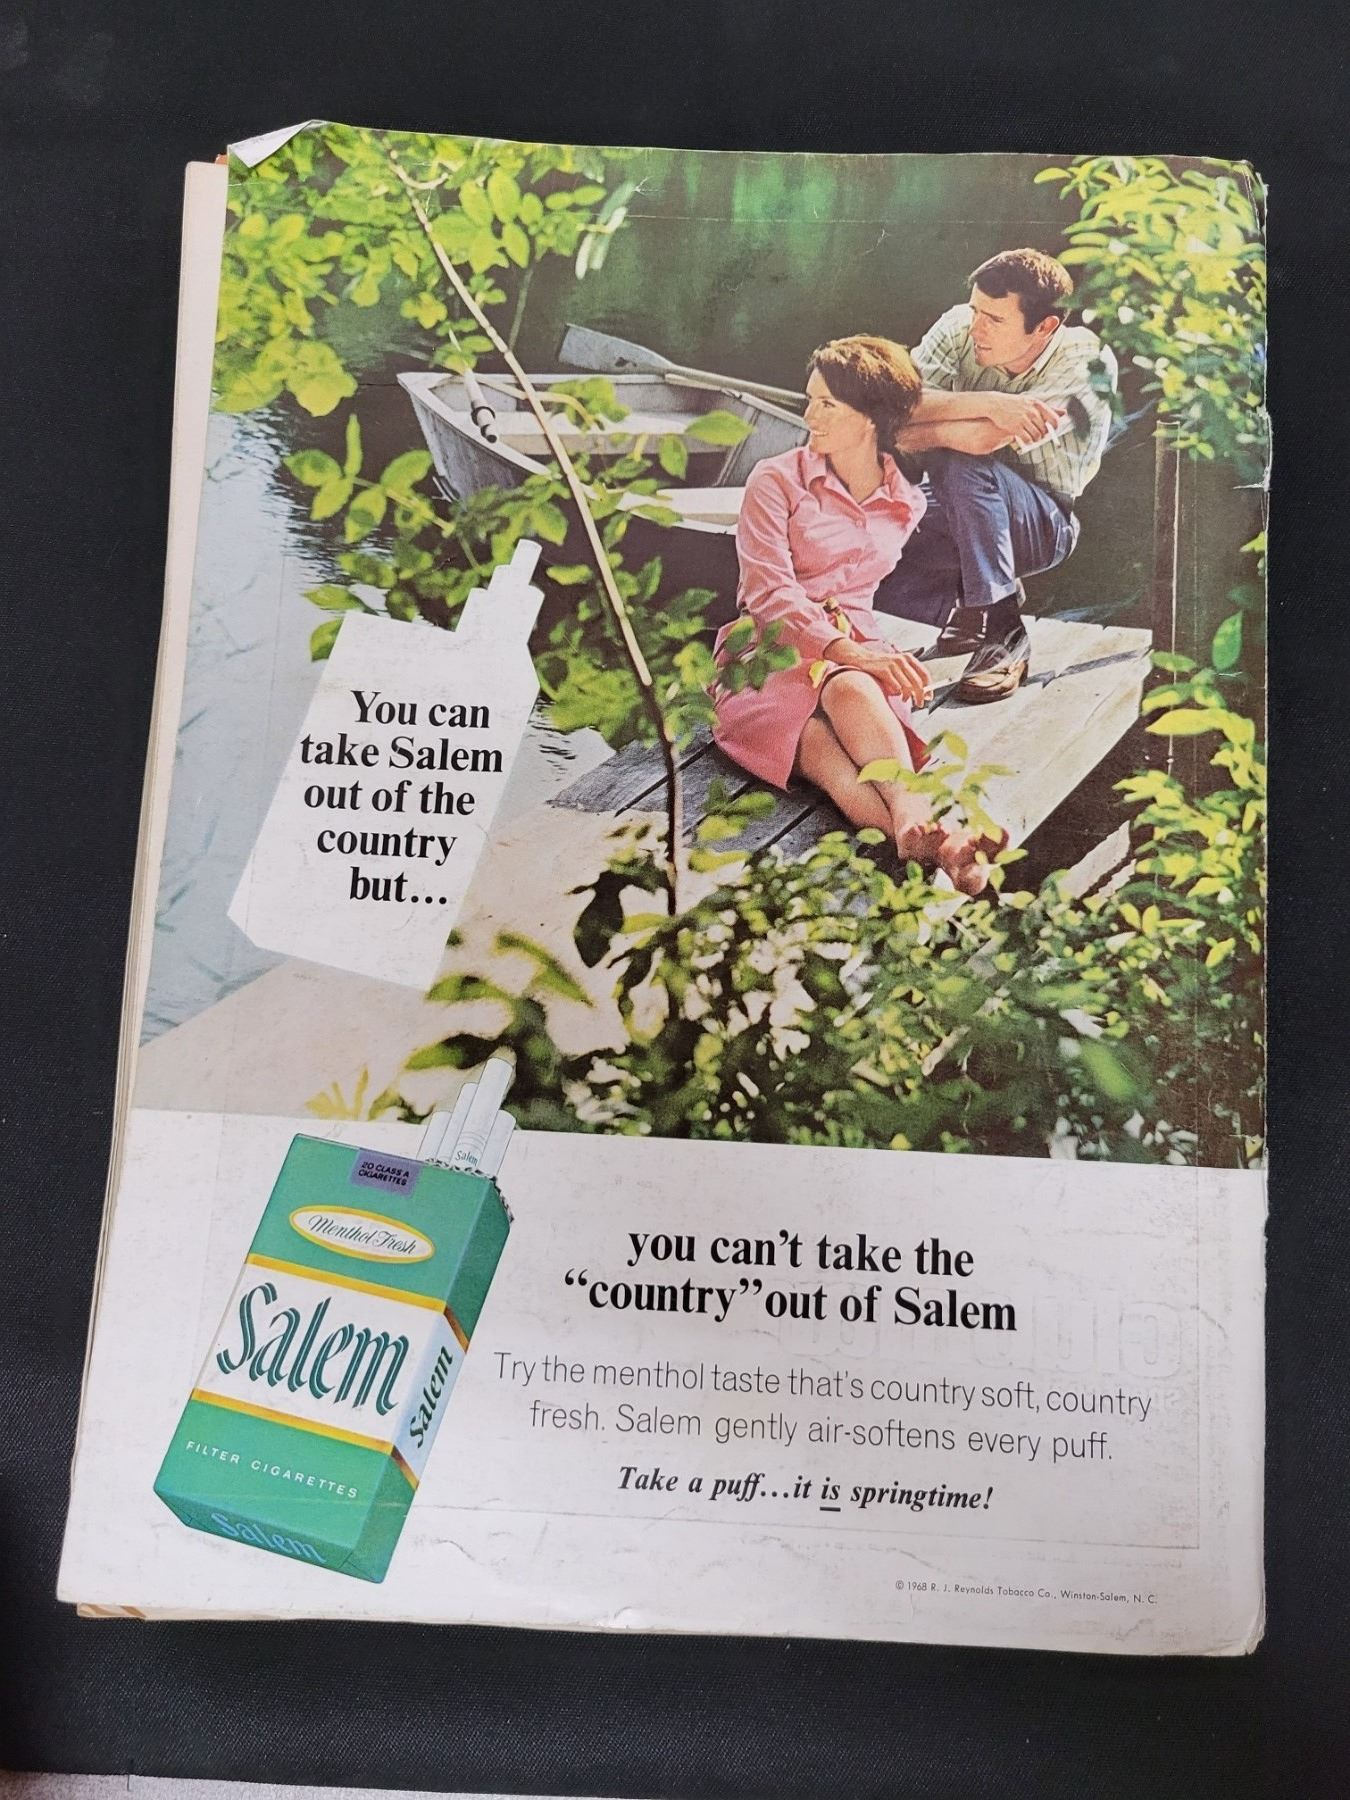 You can
take Salem
out of the
country
but...
Salem
20 CLASS A
CIGARETTES
Menthol Fresh
Salem
Salem
FILTER CIGARETTES
Salem
you can't take the
“country” out of Salem
Try the menthol taste that's country soft, country
fresh. Salem gently air-softens every puff.
Take a puff...it is springtime!
© 1968 R. J. Reynolds Tobacco Co., Winston-Salem, N. C.